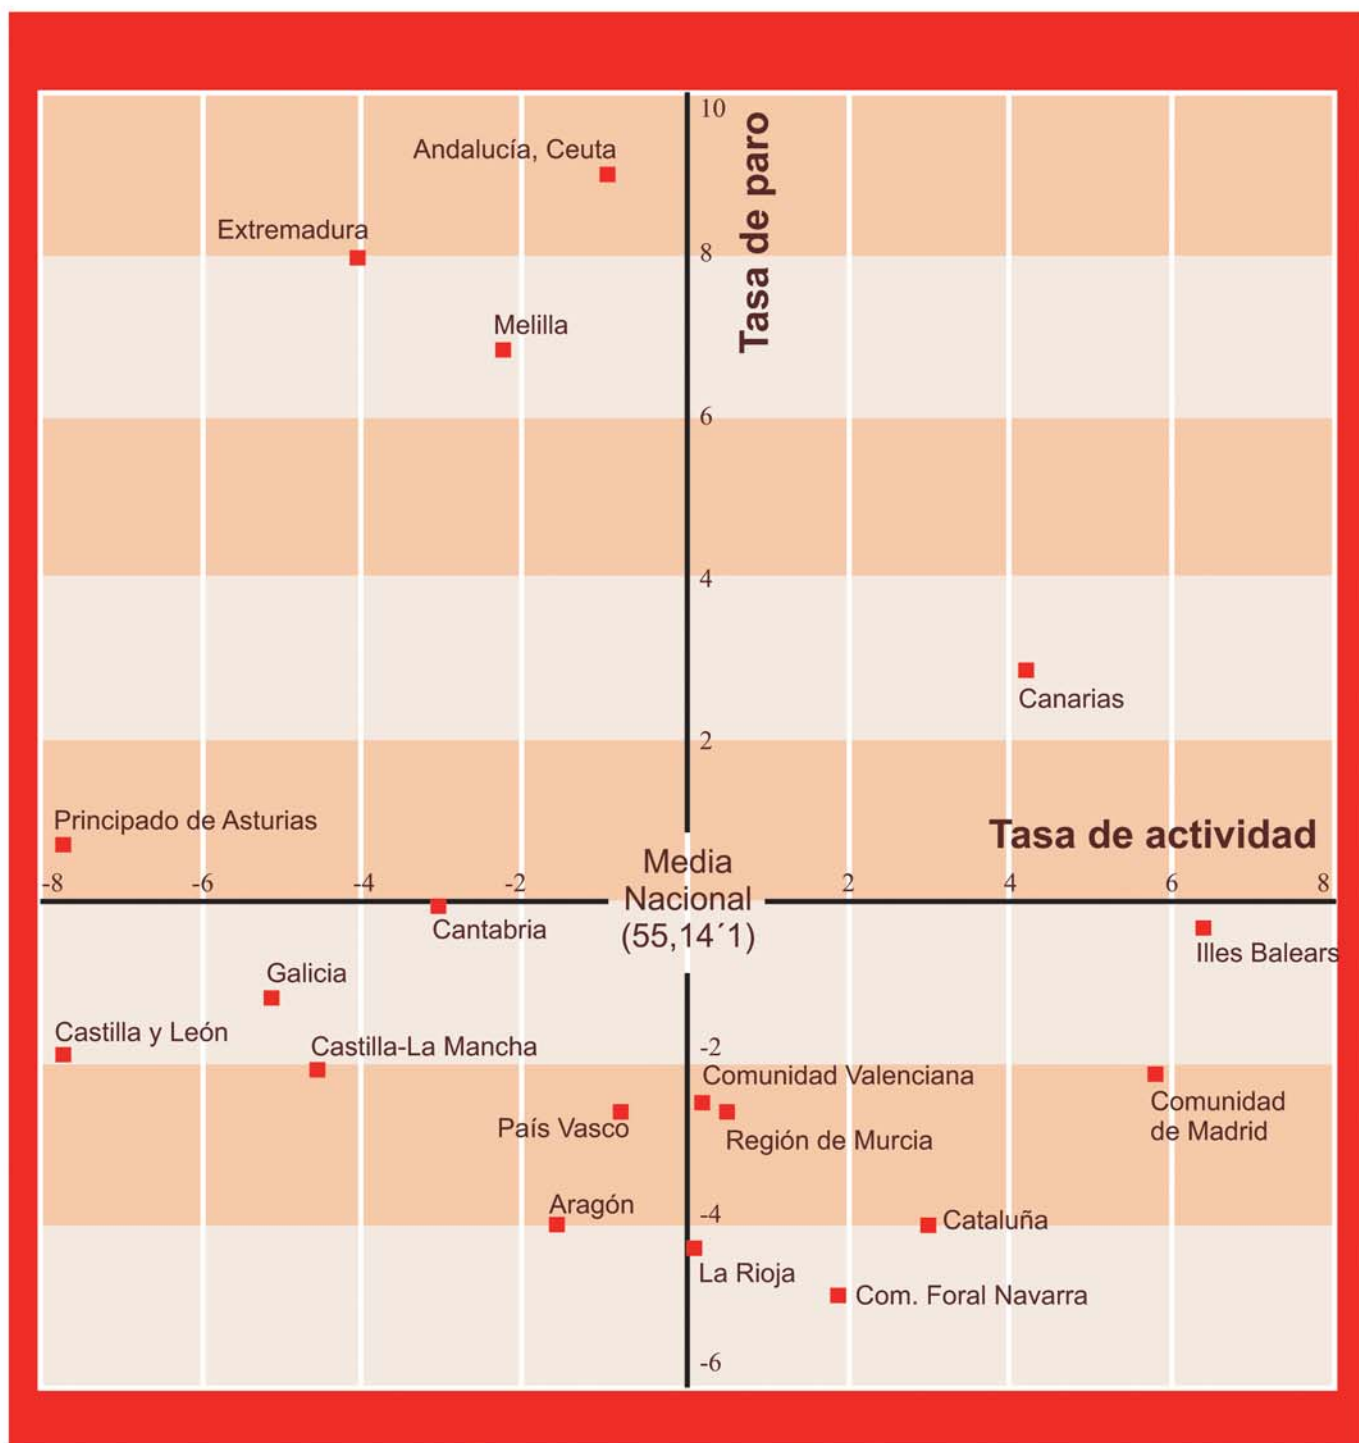 10
Tasa de paro
Andalucía, Ceuta
Extremadura
8
Melilla
6
4
Canarias
2
Principado de Asturias
Tasa de actividad
-8 -6 -4 -2 2 4 6 8
Media
Nacional
(55,14´1)
Cantabria
Illes Balears
Galicia
Castilla y León
Castilla-La Mancha
-2
Comunidad Valenciana
Comunidad
de Madrid
País Vasco
Región de Murcia
Aragón
-4
Cataluña
La Rioja
Com. Foral Navarra
-6